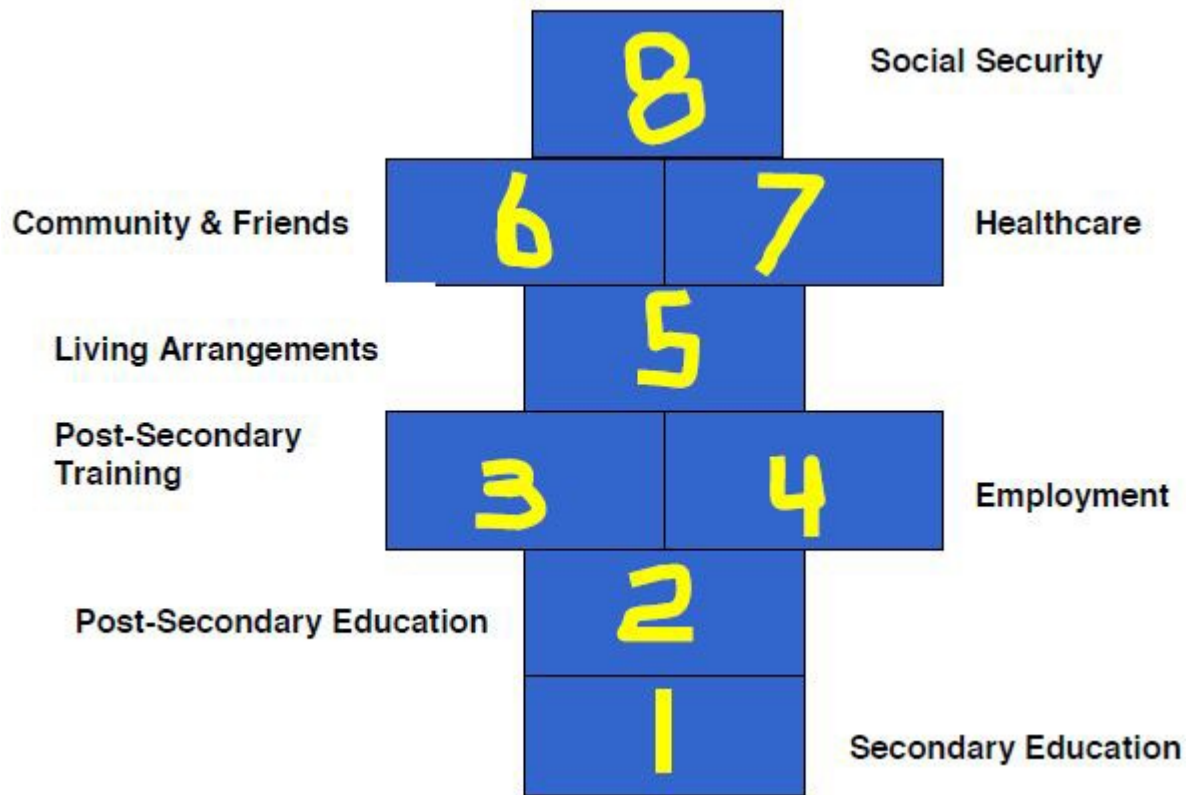 8
Social Security
Community & Friends
6
7
Healthcare
5
Living Arrangements
Post-Secondary
Training
3
4
Employment
2
Post-Secondary Education
1
Secondary Education